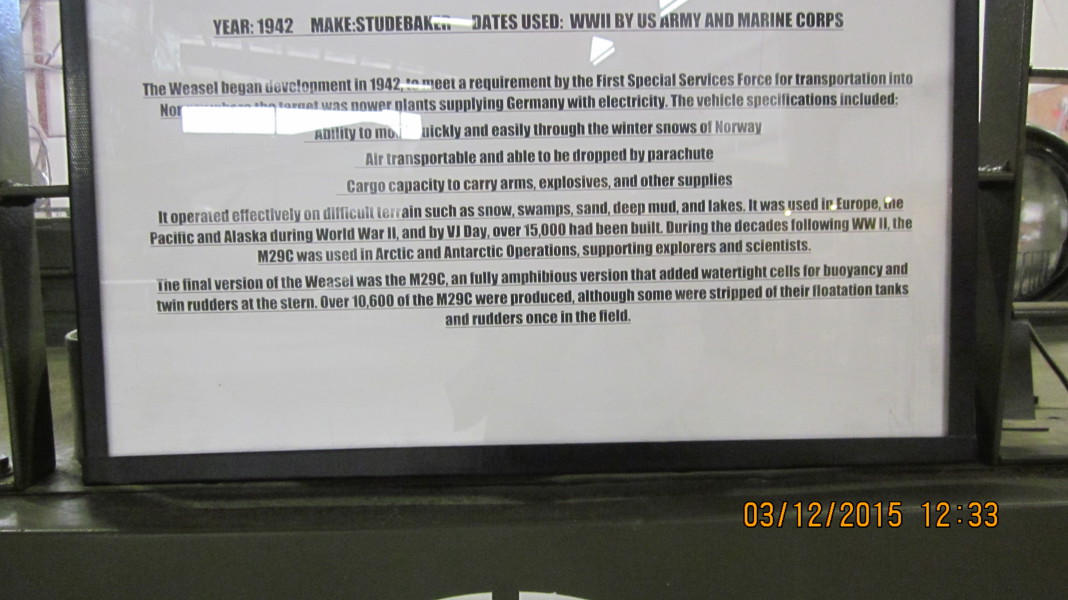 YEAR: 1942 MAKE:STUDEBAKER DATES USED: WWII BY US ARMY AND MARINE CORPS
The Weasel began development in 1942, to meet a requirement by the First Special Services Force for transportation into
where the target was power plants supplying Germany with electricity. The vehicle specifications included:
Ability to quickly and easily through the winter snows of Norway
Air transportable and able to be dropped by parachute
Cargo capacity to carry arms, explosives, and other supplies
It operated effectively on difficult terrain such as snow, swamps, sand, deep mud, and lakes. It was used in Europe, the
Pacific and Alaska during World War II, and by VJ Day, over 15,000 had been built. During the decades following WW II, the
M29C was used in Arctic and Antarctic Operations, supporting explorers and scientists.
The final version of the Weasel was the M29C, an fully amphibious version that added watertight cells for buoyancy and
twin rudders at the stern. Over 10,600 of the M29C were produced, although some were stripped of their floatation tanks
and rudders once in the field.
03/12/2015 12:33